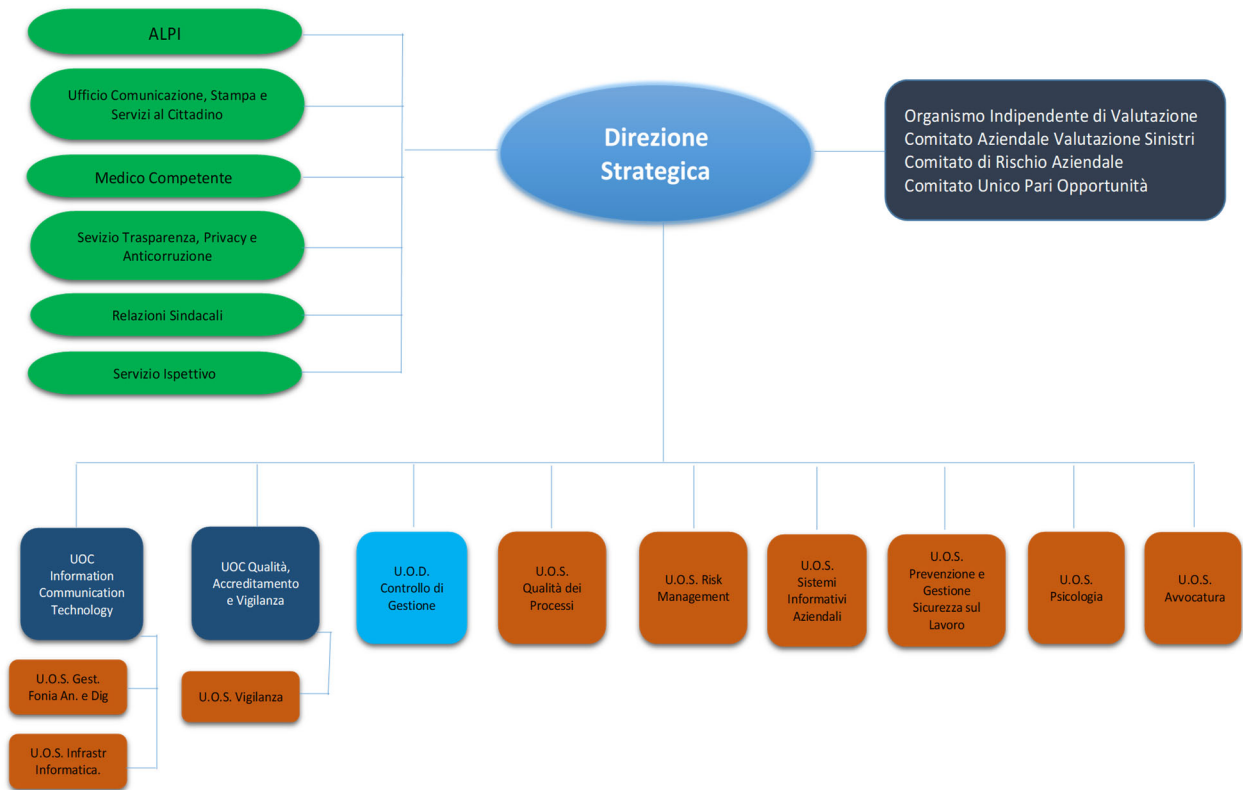 ALPI
Ufficio Comunicazione, Stampa e
Servizi al Cittadino
Medico Competente
Sevizio Trasparenza, Privacy e
Anticorruzione
Relazioni Sindacali
Servizio Ispettivo
Direzione
Strategica
Organismo Indipendente di Valutazione
Comitato Aziendale Valutazione Sinistri
Comitato di Rischio Aziendale
Comitato Unico Pari Opportunità
UOC
Information
Communication
Technology
U.O.S. Gest.
Fonia An. e Dig
U.O.S. Infrastr
Informatica.
UOC Qualità,
Accreditamento
e Vigilanza
U.O.S. Vigilanza
U.O.D.
Controllo di
Gestione
U.O.S.
Qualità dei
Processi
U.O.S. Risk
Management
U.O.S.
Sistemi
Informativi
Aziendali
U.O.S.
Prevenzione e
Gestione
Sicurezza sul
Lavoro
U.O.S.
Psicologia
U.O.S.
Avvocatura